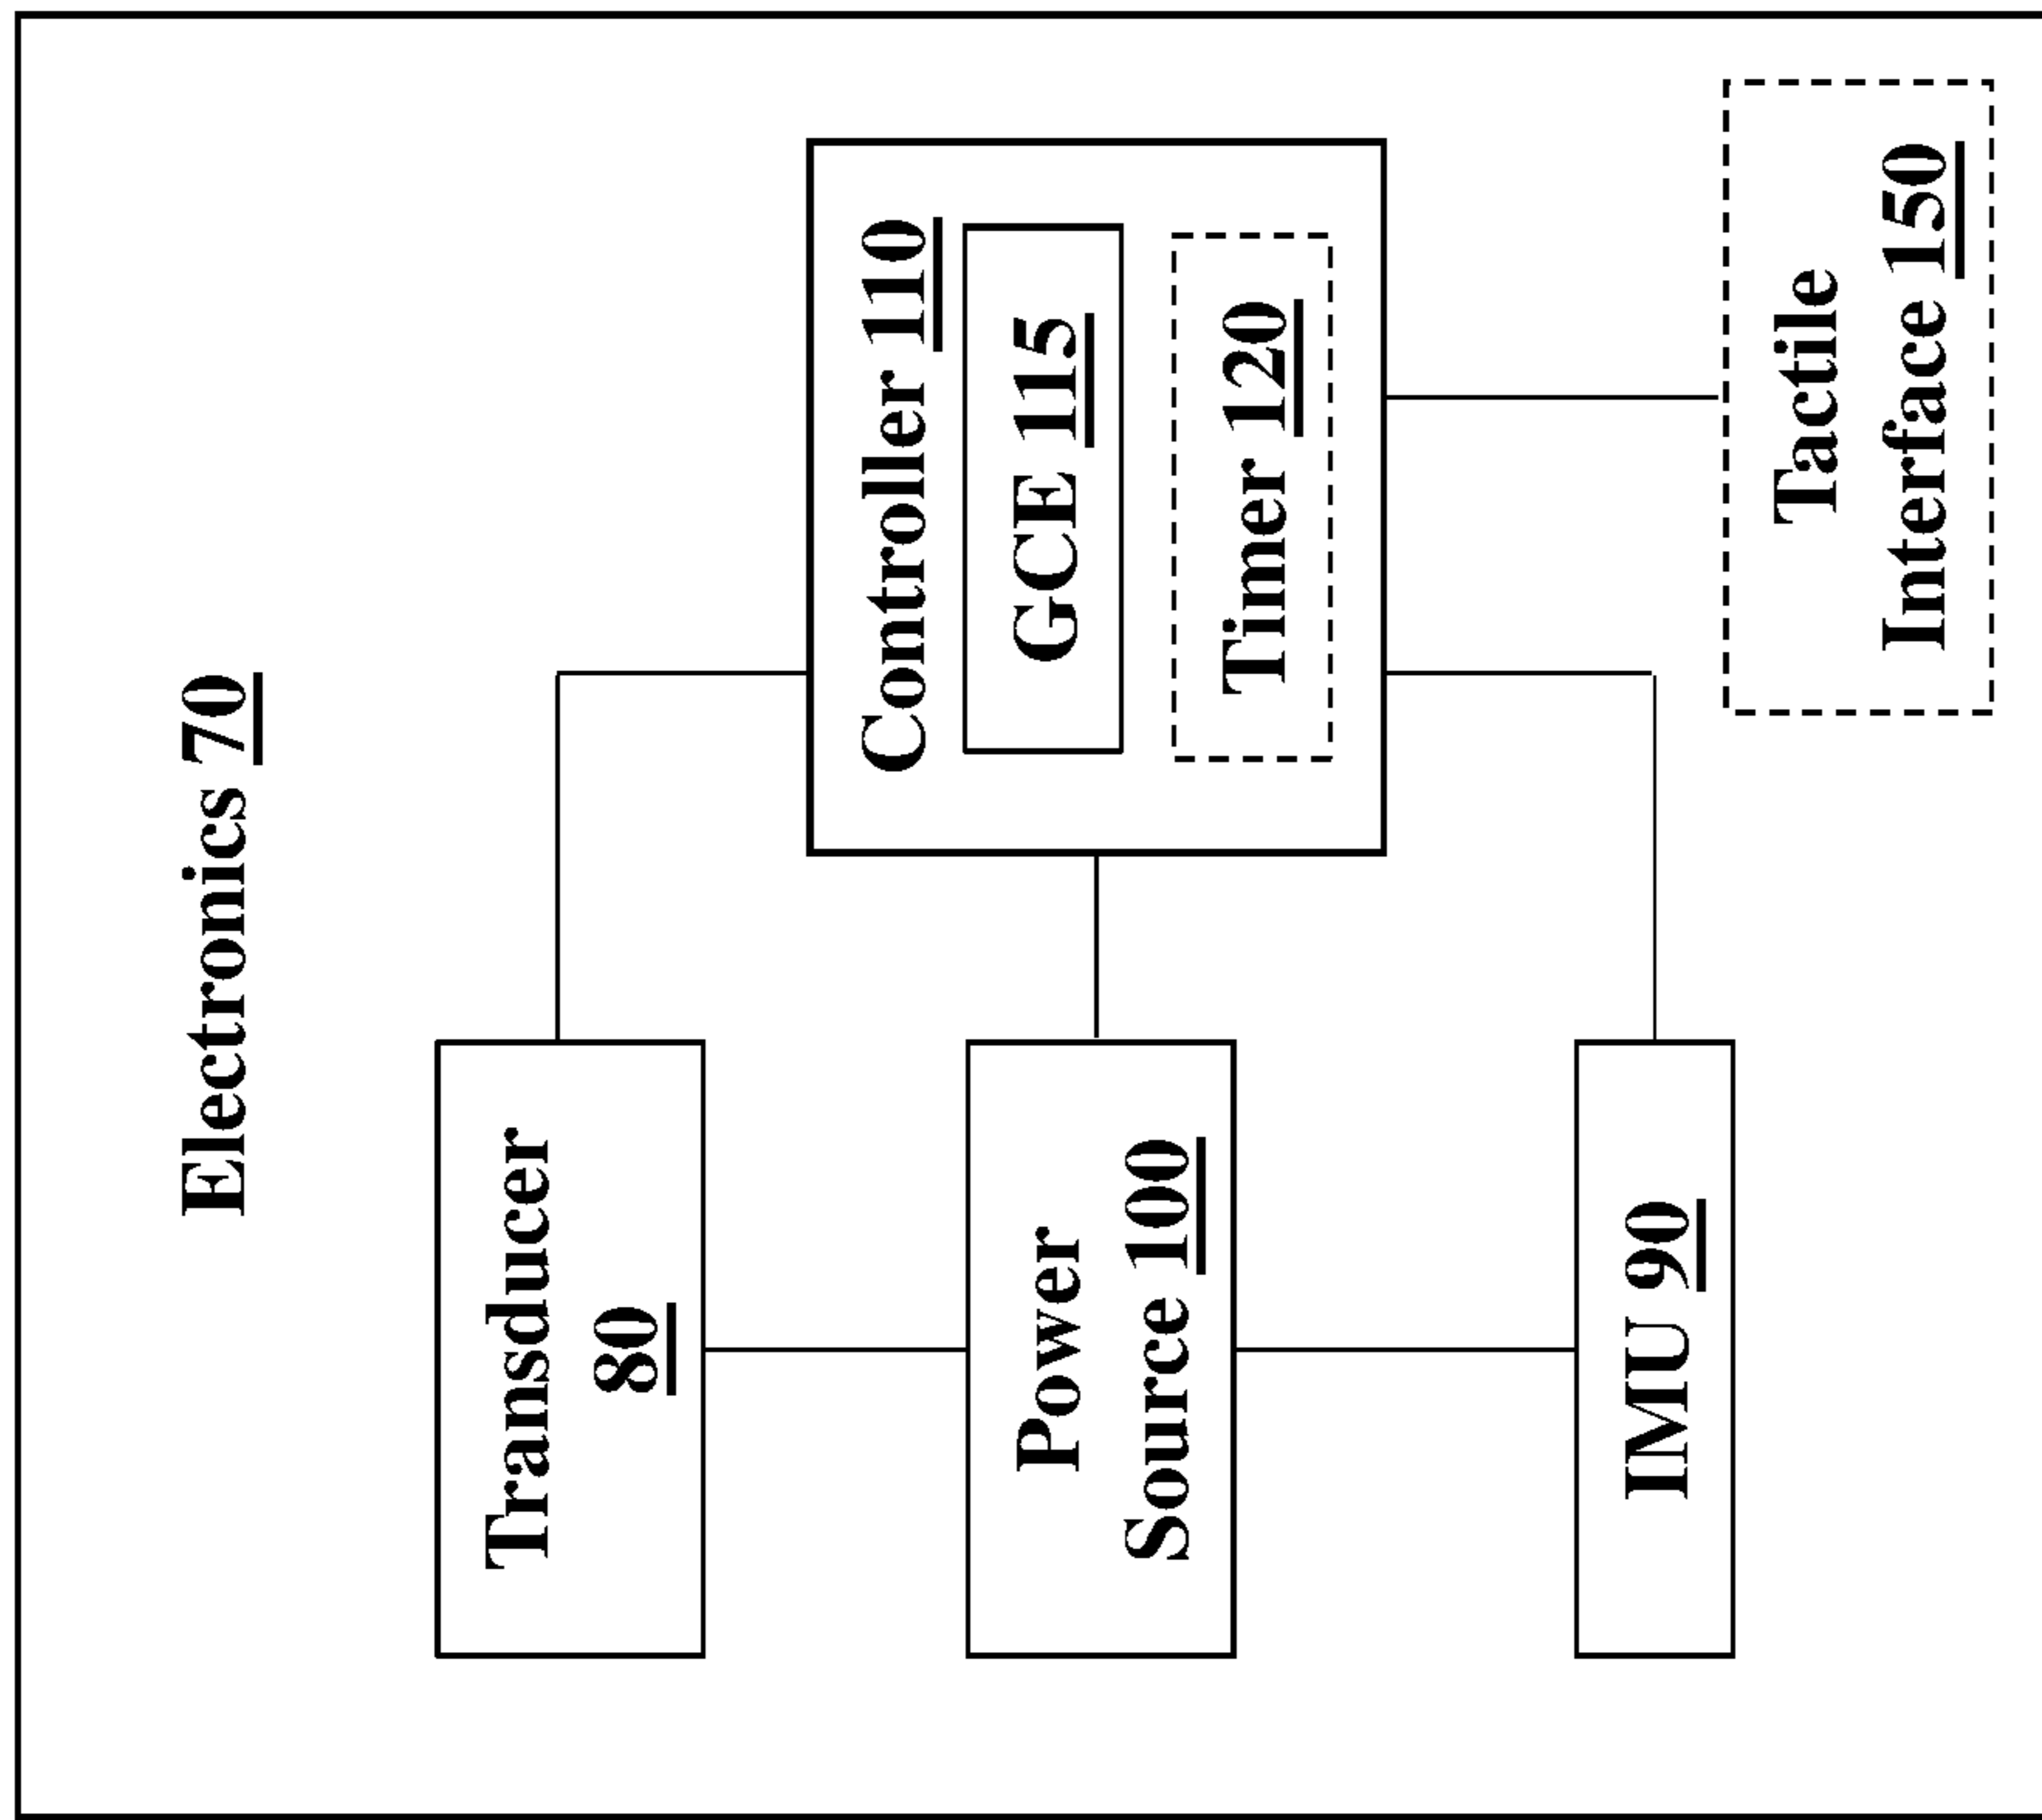 Electronics 70
Transducer
80
Controller 110
GCE 115
Timer 120
Power
Source 100
IMU 90
Tactile
Interface 150